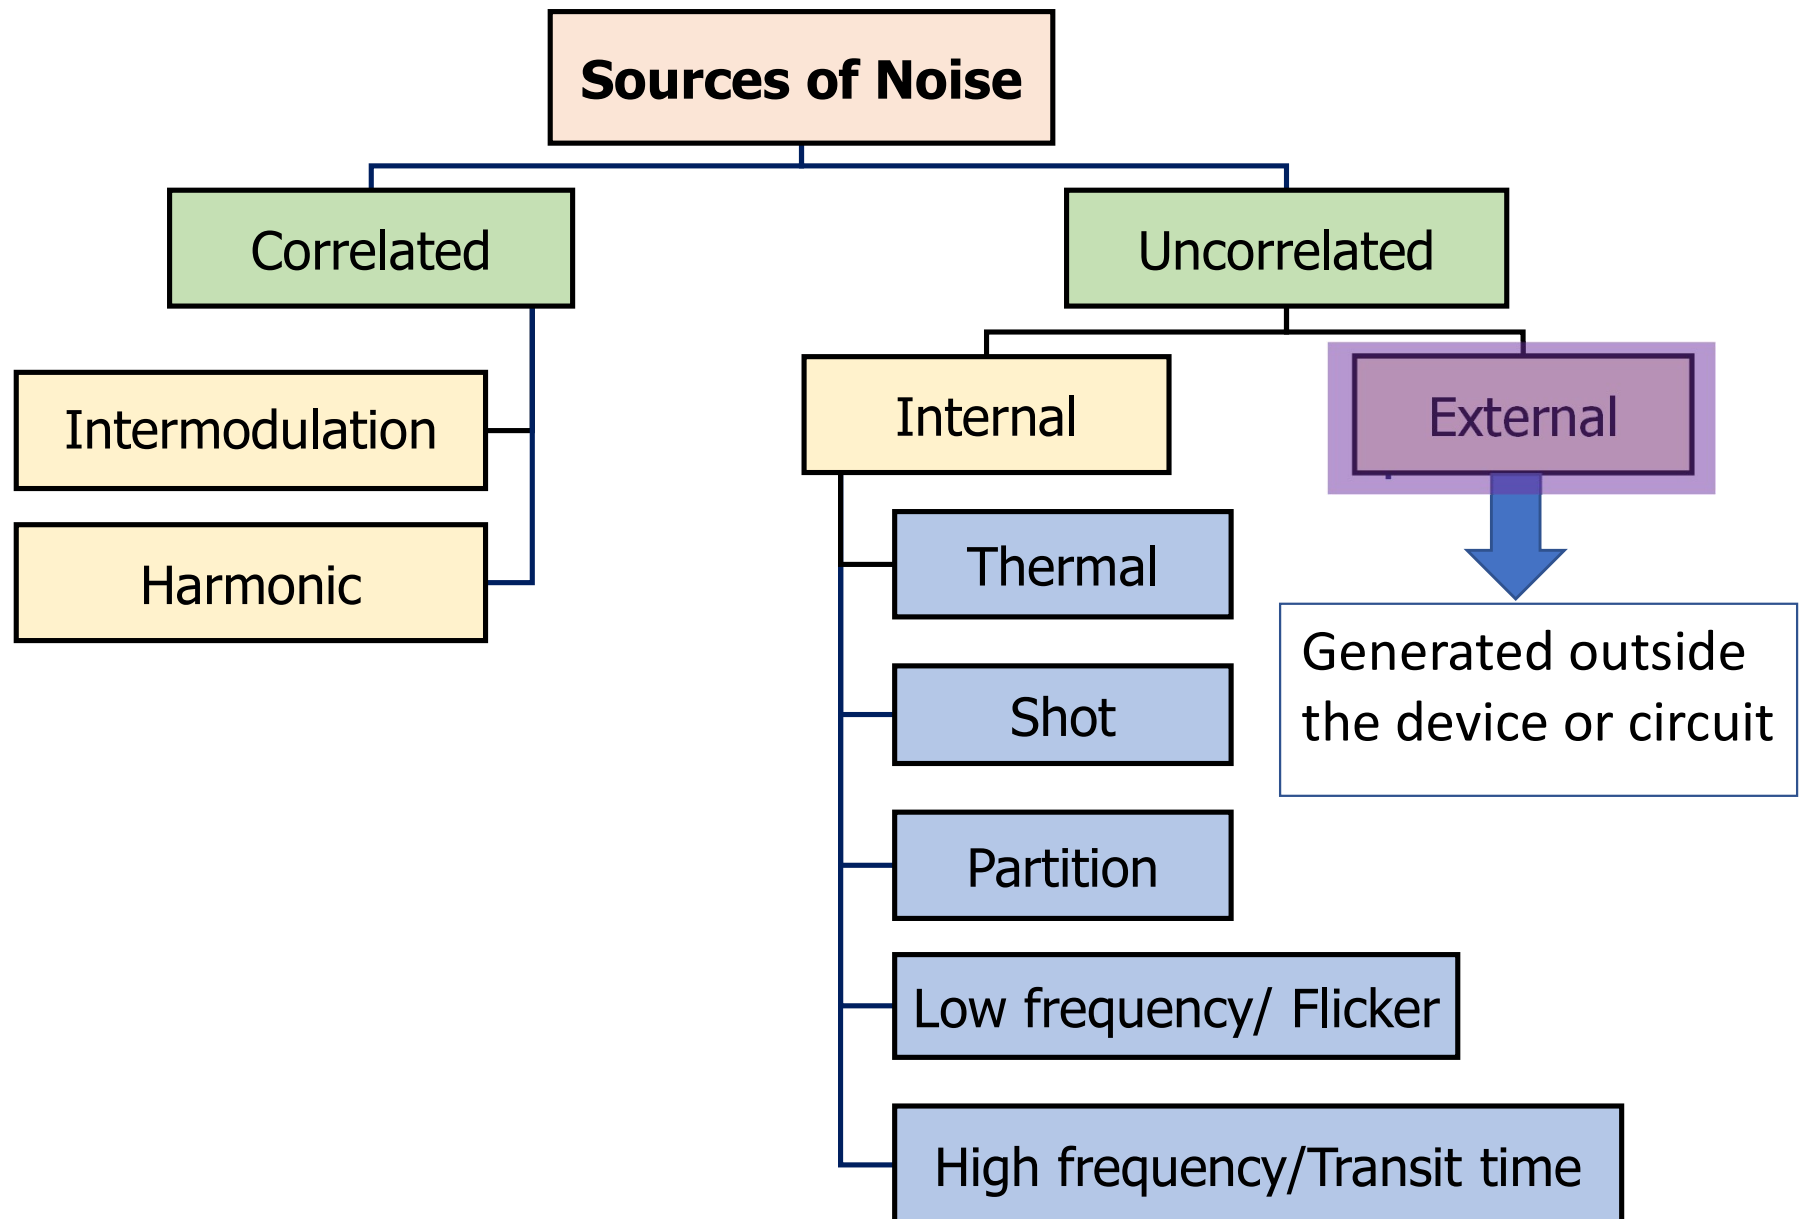 Sources of Noise
Correlated
Uncorrelated
Intermodulation
Harmonic
Internal
External
Thermal
Shot
Partition
Low frequency/ Flicker
High frequency/Transit time
Generated outside
the device or circuit